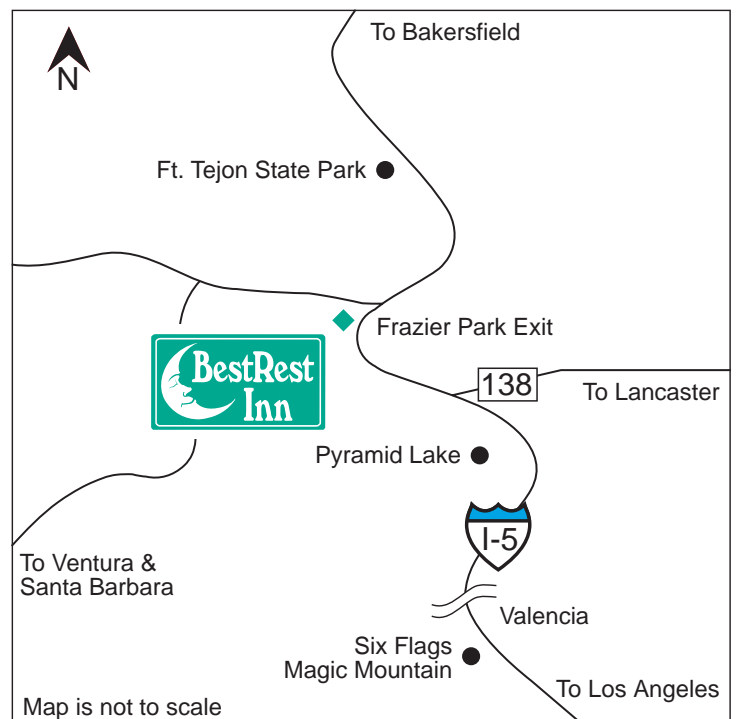 To Bakersfield
N
Ft. Tejon State Park
Frazier Park Exit
BestRest
Inn
138
To Lancaster
Pyramid Lake
I-5
To Ventura &
Santa Barbara
Valencia
Six Flags
Magic Mountain
To Los Angeles
Map is not to scale